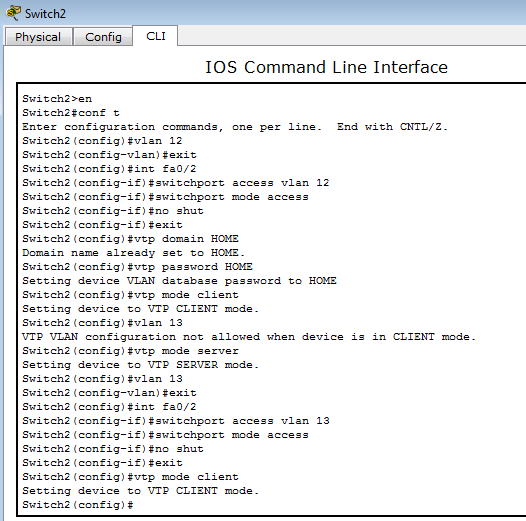 Switch2
Physical Config CLI
IOS Command Line Interface
Switch2>en
Switch2#conf t
Enter configuration commands, one per line.  End with CNTL/Z.
Switch2(config)#vlan 12
Switch2(config-vlan)#exit
Switch2(config)#int fa0/2
Switch2(config-if)#switchport access vlan 12
Switch2(config-if)#switchport mode access
Switch2(config-if)#no shut
Switch2(config-if)#exit
Switch2(config)#vtp domain HOME
Domain name already set to HOME.
Switch2(config)#vtp password HOME
Setting device VLAN database password to HOME
Switch2(config)#vtp mode client
Setting device to VTP CLIENT mode.
Switch2(config)#vlan 13
VTP VLAN configuration not allowed when device is in CLIENT mode.
Switch2(config)#vtp mode server
Setting device to VTP SERVER mode.
Switch2(config)#vlan 13
Switch2(config-vlan)#exit
Switch2(config)#int fa0/2
Switch2(config-if)#switchport access vlan 13
Switch2(config-if)#switchport mode access
Switch2(config-if)#no shut
Switch2(config-if)#exit
Switch2(config)#vtp mode client
Setting device to VTP CLIENT mode.
Switch2(config)#